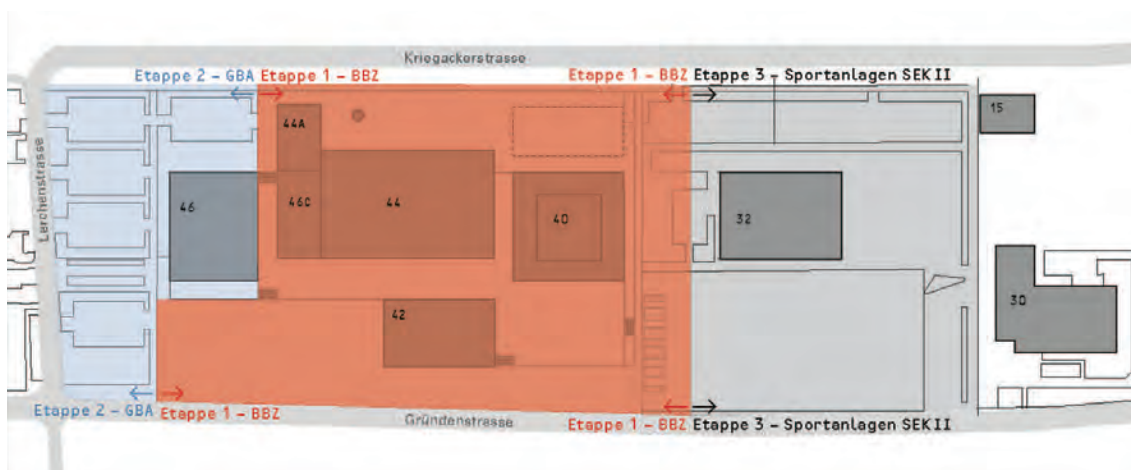 Kriegackerstrasse
Etappe 2 – GBA Etappe 1 – BBZ
Etappe 1 – BBZ Etappe 3 – Sportanlagen SEK II
15
44A
Lerchenstrasse
46
46C
44
40
32
30
42
Etappe 2 – GBA Etappe 1 – BBZ
Gründenstrasse
Etappe 1 – BBZ Etappe 3 – Sportanlagen SEK II